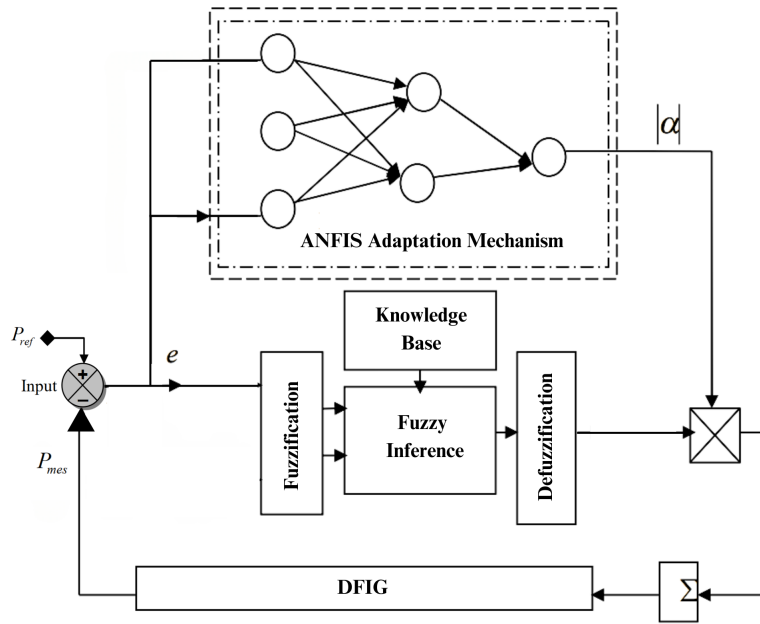 |α|
ANFIS Adaptation Mechanism
Knowledge
Base
P_ref
e
Input
+
−
Fuzzification
Fuzzy
Inference
Defuzzification
P_mes
DFIG
Σ